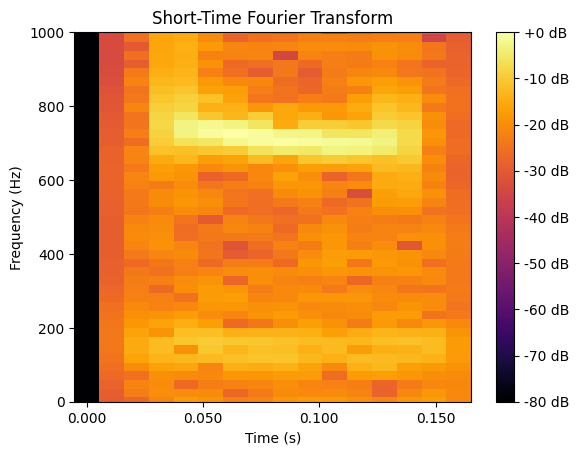 Short-Time Fourier Transform
1000
800
600
400
200
0
Frequency (Hz)
0.000
0.050
0.100
0.150
Time (s)
+0 dB
-10 dB
-20 dB
-30 dB
-40 dB
-50 dB
-60 dB
-70 dB
-80 dB